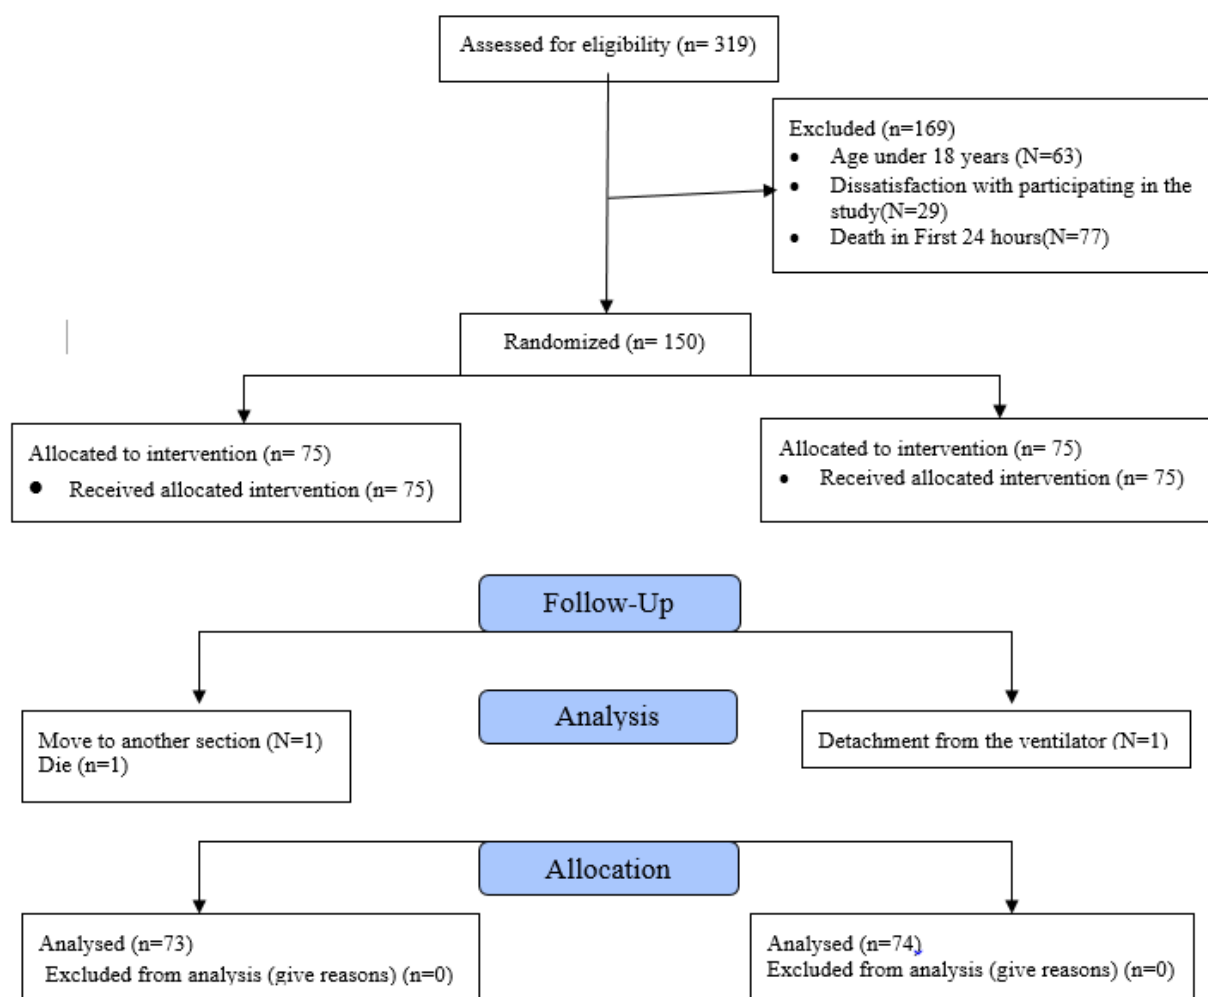 Assessed for eligibility (n= 319)
Excluded (n=169)
• Age under 18 years (N=63)
• Dissatisfaction with participating in the
study(N=29)
• Death in First 24 hours(N=77)
Randomized (n= 150)
Allocated to intervention (n= 75)
• Received allocated intervention (n= 75)
Allocated to intervention (n= 75)
• Received allocated intervention (n= 75)
Follow-Up
Move to another section (N=1)
Die (n=1)
Analysis
Detachment from the ventilator (N=1)
Allocation
Analysed (n=73)
Excluded from analysis (give reasons) (n=0)
Analysed (n=74)
Excluded from analysis (give reasons) (n=0)